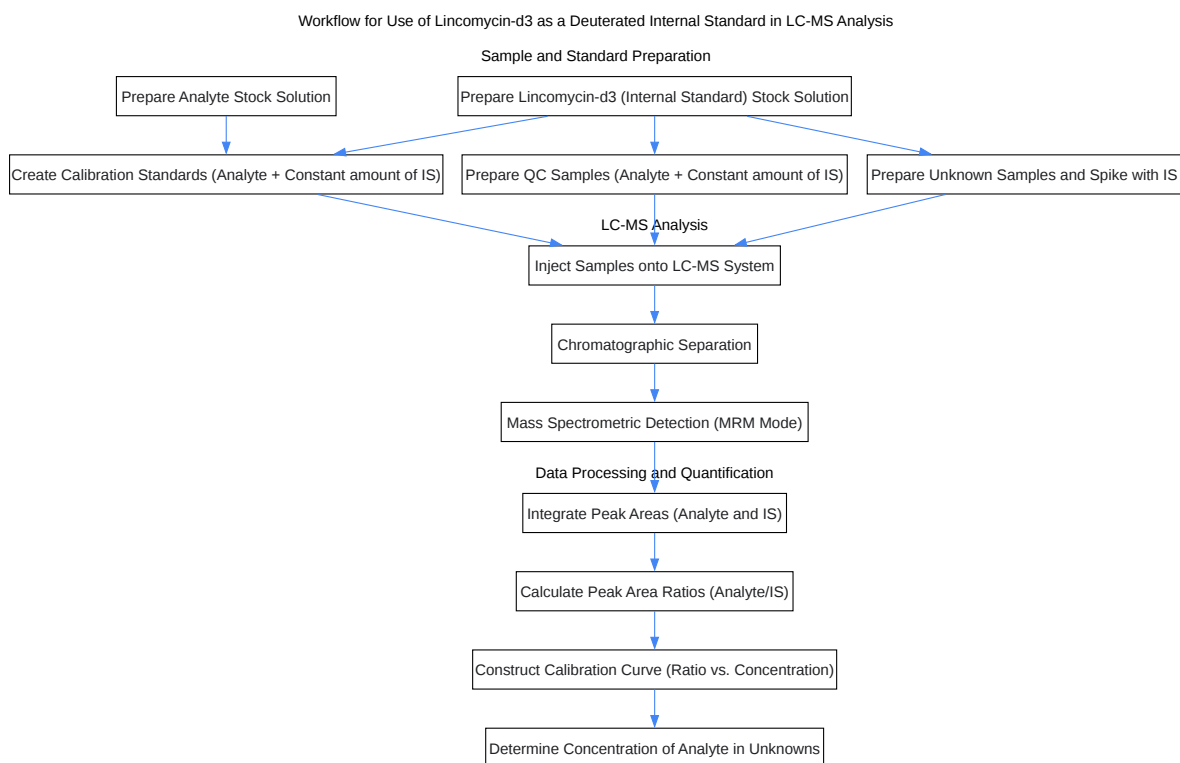 Workflow for Use of Lincomycin-d3 as a Deuterated Internal Standard in LC-MS Analysis
Sample and Standard Preparation
Prepare Analyte Stock Solution
Prepare Lincomycin-d3 (Internal Standard) Stock Solution
Create Calibration Standards (Analyte + Constant amount of IS)
Prepare QC Samples (Analyte + Constant amount of IS)
Prepare Unknown Samples and Spike with IS
LC-MS Analysis
Inject Samples onto LC-MS System
Chromatographic Separation
Mass Spectrometric Detection (MRM Mode)
Data Processing and Quantification
Integrate Peak Areas (Analyte and IS)
Calculate Peak Area Ratios (Analyte/IS)
Construct Calibration Curve (Ratio vs. Concentration)
Determine Concentration of Analyte in Unknowns